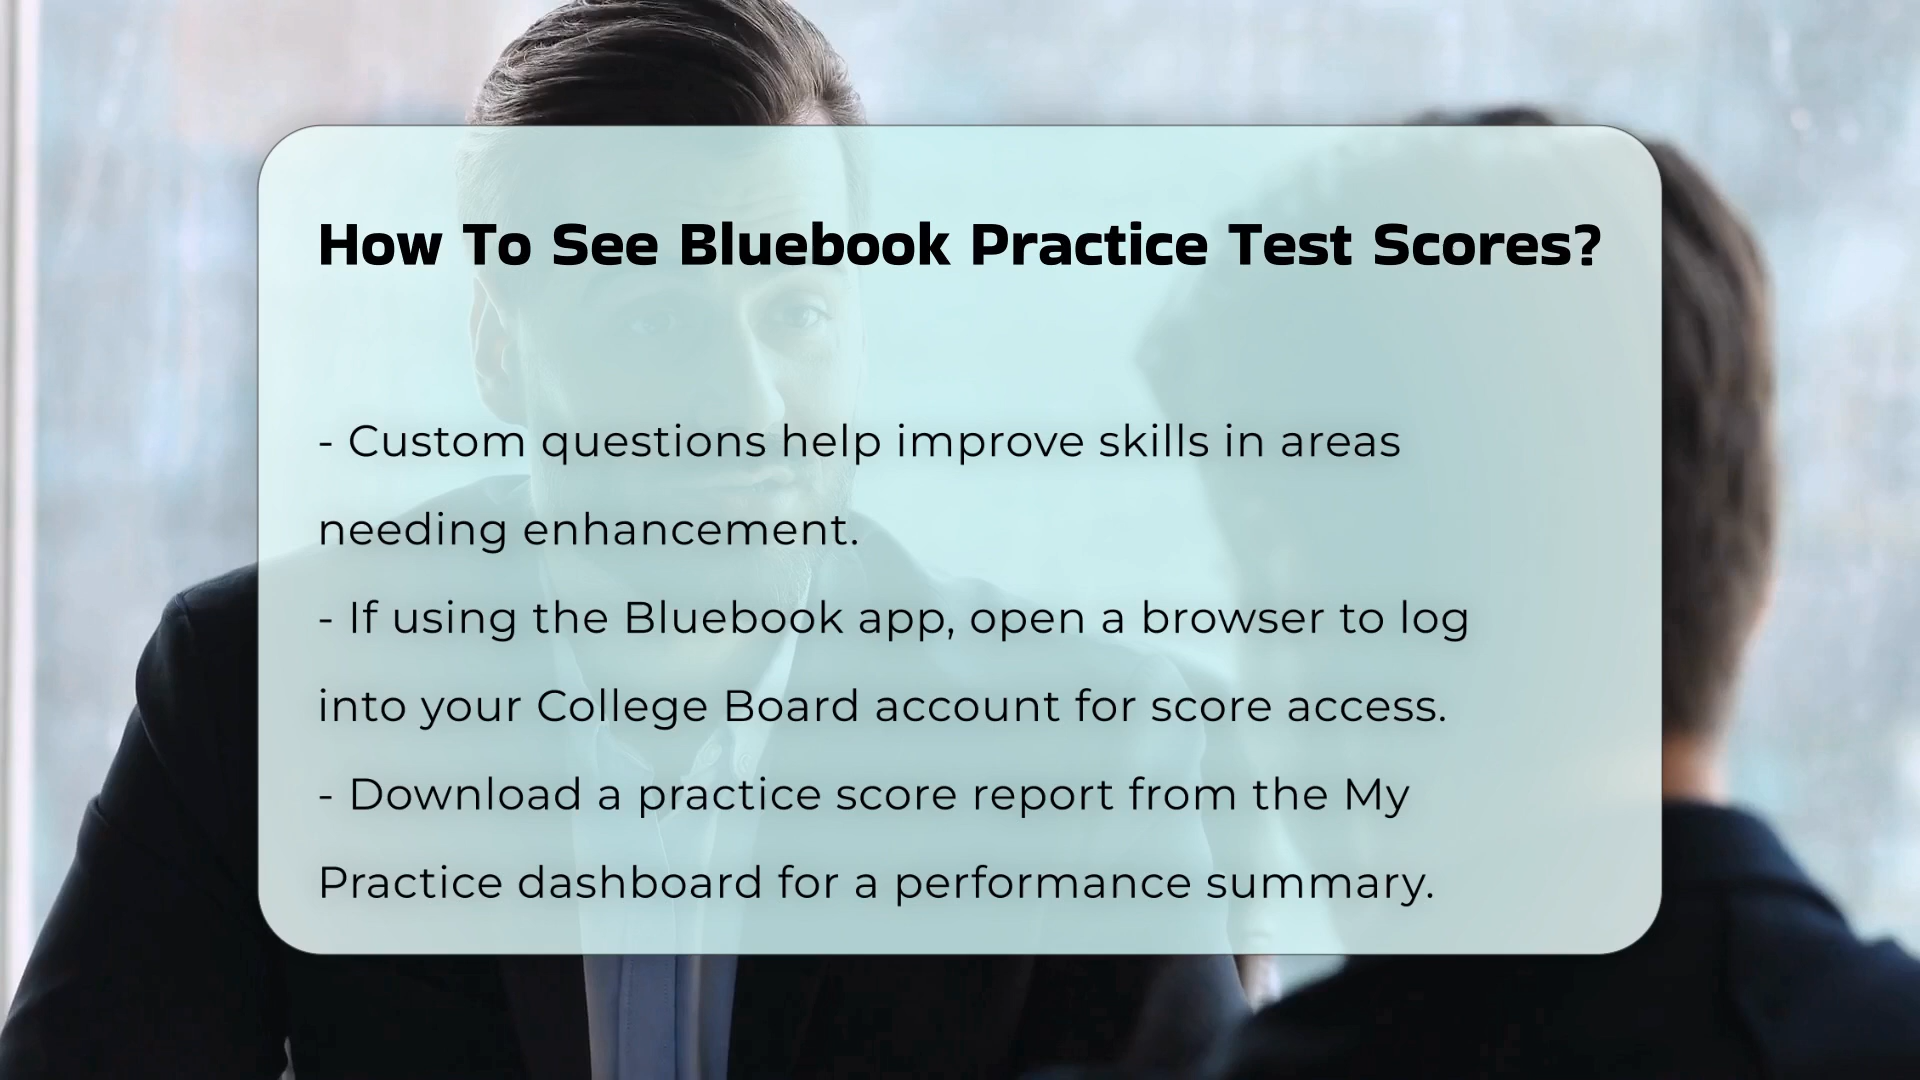 How To See Bluebook Practice Test Scores?
- Custom questions help improve skills in areas
needing enhancement.
- If using the Bluebook app, open a browser to log
into your College Board account for score access.
- Download a practice score report from the My
Practice dashboard for a performance summary.